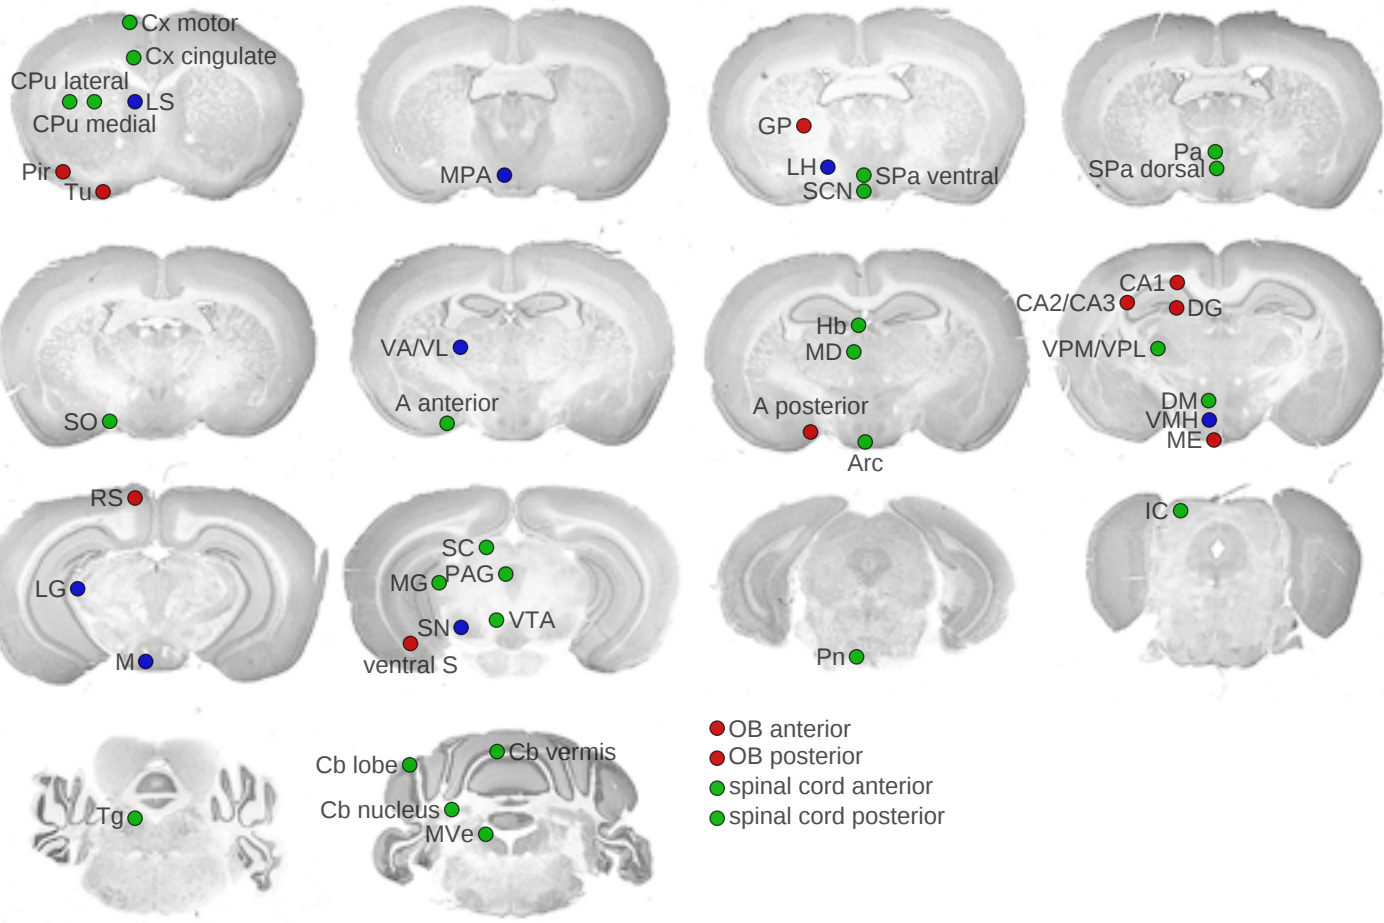 Cx motor
Cx cingulate
CPu lateral
LS
CPu medial
Pir
Tu
MPA
GP
LH
SPa ventral
SCN
Pa
SPa dorsal
SO
VA/VL
A anterior
Hb
MD
A posterior
Arc
CA1
CA2/CA3
DG
VPM/VPL
DM
VMH
ME
RS
LG
M
SC
MG
PAG
SN
VTA
ventral S
Pn
IC
Tg
Cb lobe
Cb vermis
Cb nucleus
MVe
OB anterior
OB posterior
spinal cord anterior
spinal cord posterior